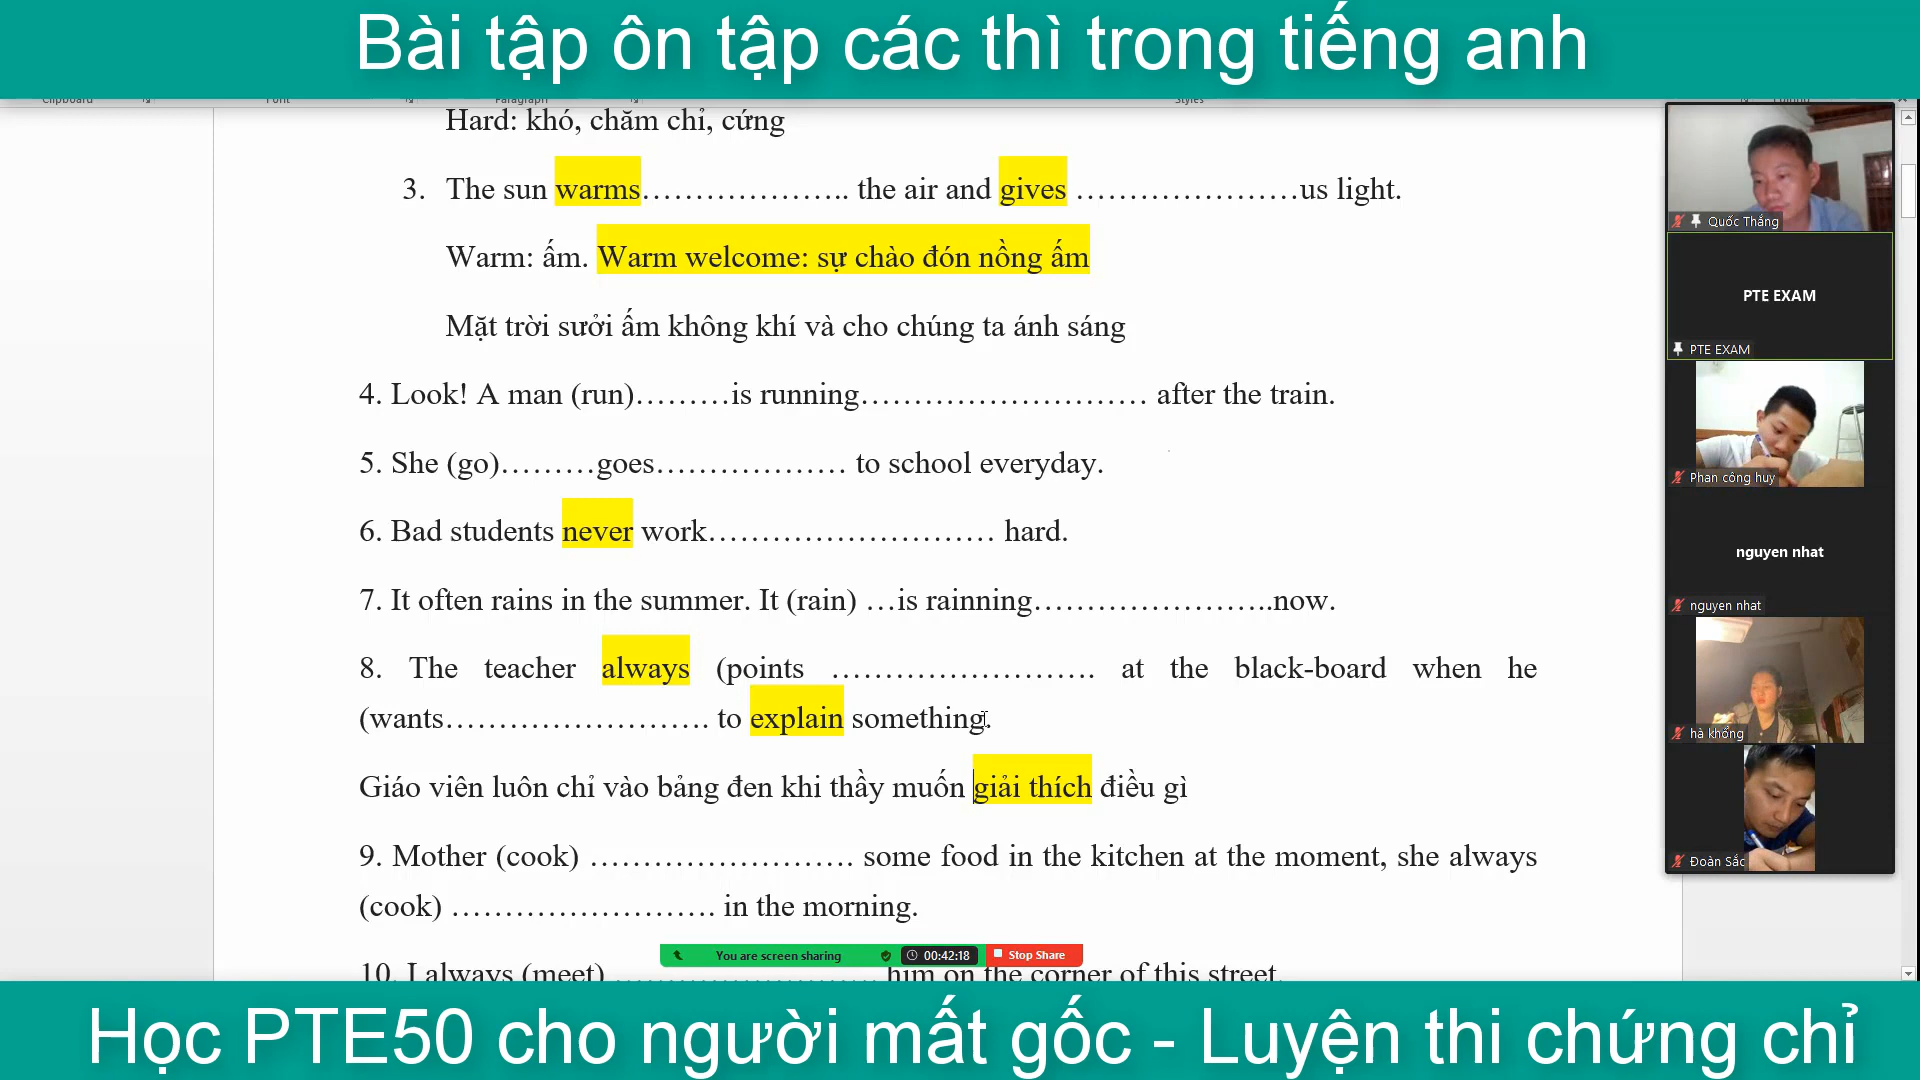 Bài tập ôn tập các thì trong tiếng anh
Clipboard Font Paragraph Styles Editing
Hard: khó, chăm chỉ, cứng
3. The sun warms……………….. the air and gives …………………us light.
Warm: ấm. Warm welcome: sự chào đón nồng ấm
Mặt trời sưởi ấm không khí và cho chúng ta ánh sáng
4. Look! A man (run)………is running……………………… after the train.
5. She (go)………goes……………… to school everyday.
6. Bad students never work……………………… hard.
7. It often rains in the summer. It (rain) …is rainning…………………..now.
8. The teacher always (points ……………………. at the black-board when he
(wants……………………. to explain something.
Giáo viên luôn chỉ vào bảng đen khi thầy muốn giải thích điều gì
9. Mother (cook) ……………………. some food in the kitchen at the moment, she always
(cook) ……………………. in the morning.
10. I always (meet) ……………………. him on the corner of this street.
You are screen sharing 00:42:18 Stop Share
Quốc Thắng
PTE EXAM
PTE EXAM
Phan công huy
nguyen nhat
nguyen nhat
hà khổng
Đoàn Sắc
Học PTE50 cho người mất gốc - Luyện thi chứng chỉ